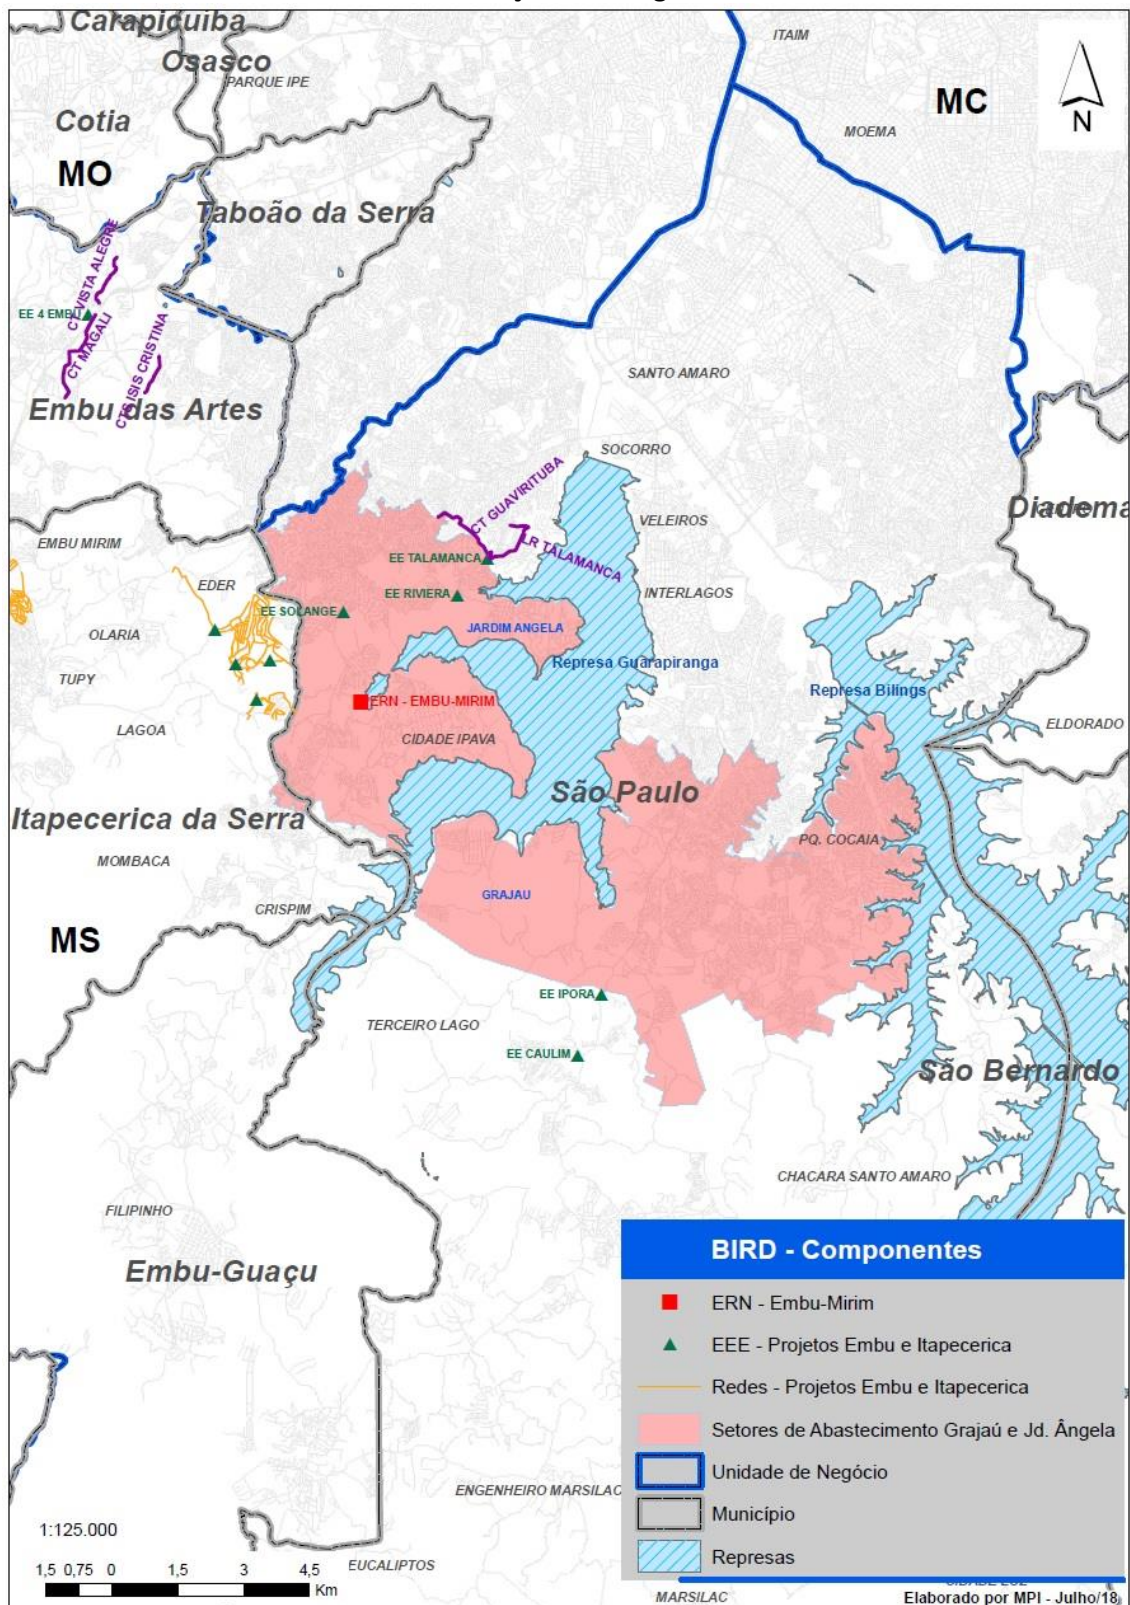 Carapicuiba
Osasco
PARQUE IPE
ITAIM
MC
N
MOEMA
Cotia
MO
Taboão da Serra
CT VISTA ALEGRE
EE 4 EMBU
CT MAGALI
CTS ISIS CRISTINA
Embu das Artes
SANTO AMARO
SOCORRO
CT GUAVIRITUBA
VELEIROS
LR TALAMANCA
Diadema
EMBU MIRIM
EE TALAMANCA
EDER
EE RIVIERA
INTERLAGOS
EE SOLANGE
OLARIA
JARDIM ANGELA
Represa Guarapiranga
TUPY
Represa Bilings
ERN - EMBU-MIRIM
LAGOA
ELDORADO
CIDADE IPAVA
São Paulo
Itapecerica da Serra
PQ. COCAIA
MOMBACA
GRAJAU
CRISPIM
MS
EE IPORA
TERCEIRO LAGO
EE CAULIM
São Bernardo
CHACARA SANTO AMARO
FILIPINHO
Embu-Guaçu
BIRD - Componentes
ERN - Embu-Mirim
EEE - Projetos Embu e Itapecerica
Redes - Projetos Embu e Itapecerica
Setores de Abastecimento Grajaú e Jd. Ângela
Unidade de Negócio
Município
Represas
ENGENHEIRO MARSILAC
1:125.000
EUCALIPTOS
1,5 0,75 0 1,5 3 4,5
Km
MARSILAC
Elaborado por MPI - Julho/18